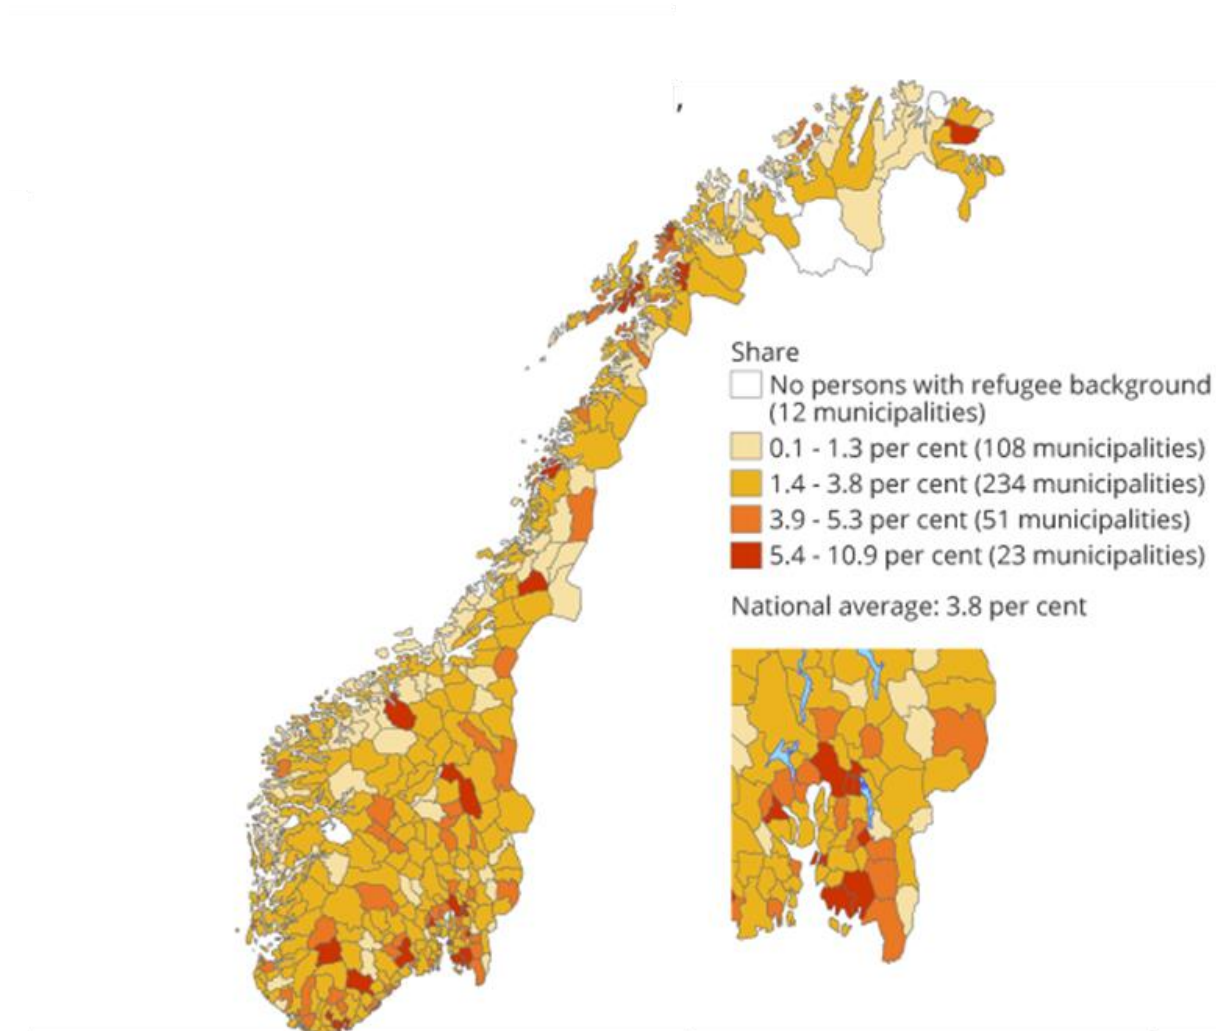 ,
Share
No persons with refugee background
(12 municipalities)
0.1 - 1.3 per cent (108 municipalities)
1.4 - 3.8 per cent (234 municipalities)
3.9 - 5.3 per cent (51 municipalities)
5.4 - 10.9 per cent (23 municipalities)
National average: 3.8 per cent